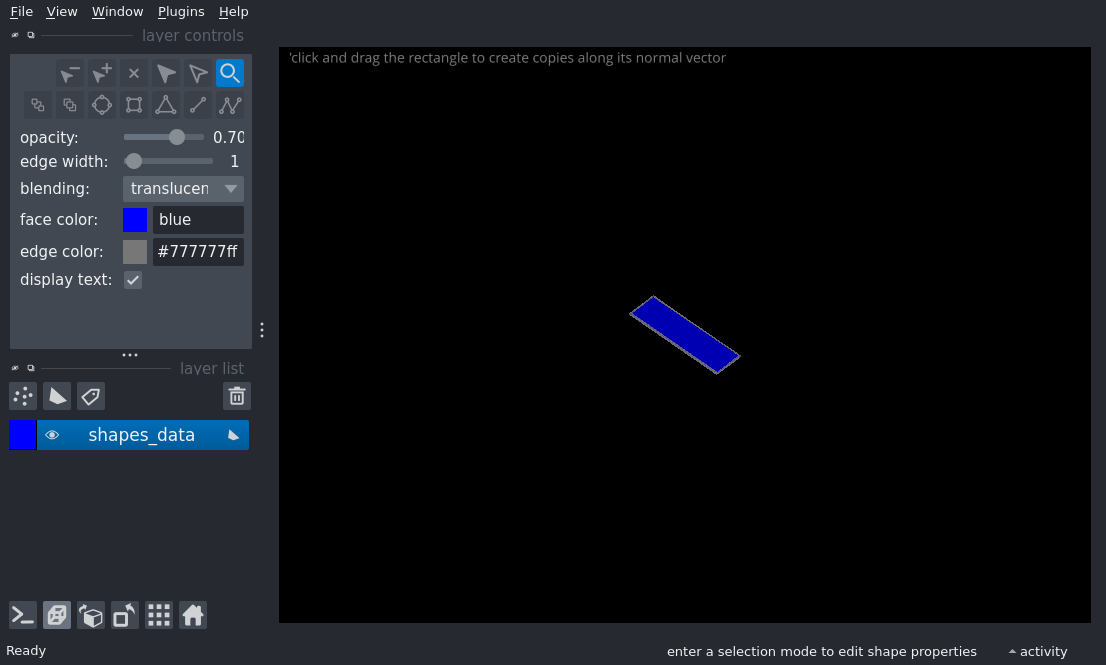 File View Window Plugins Help
layer controls
'click and drag the rectangle to create copies along its normal vector
opacity: 0.70
edge width: 1
blending: translucen
face color: blue
edge color: #777777ff
display text:
layer list
shapes_data
Ready
enter a selection mode to edit shape properties
activity